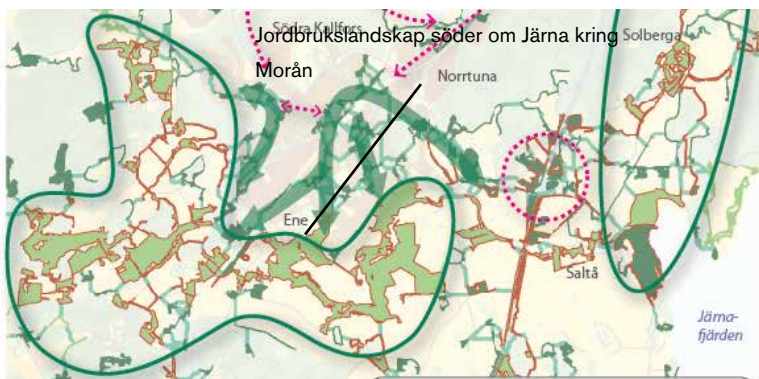 Södra Kallfors
Jordbrukslandskap söder om Järna kring
Morån
Solberga
Norrtuna
Ene
Saltå
Järna-
fjärden